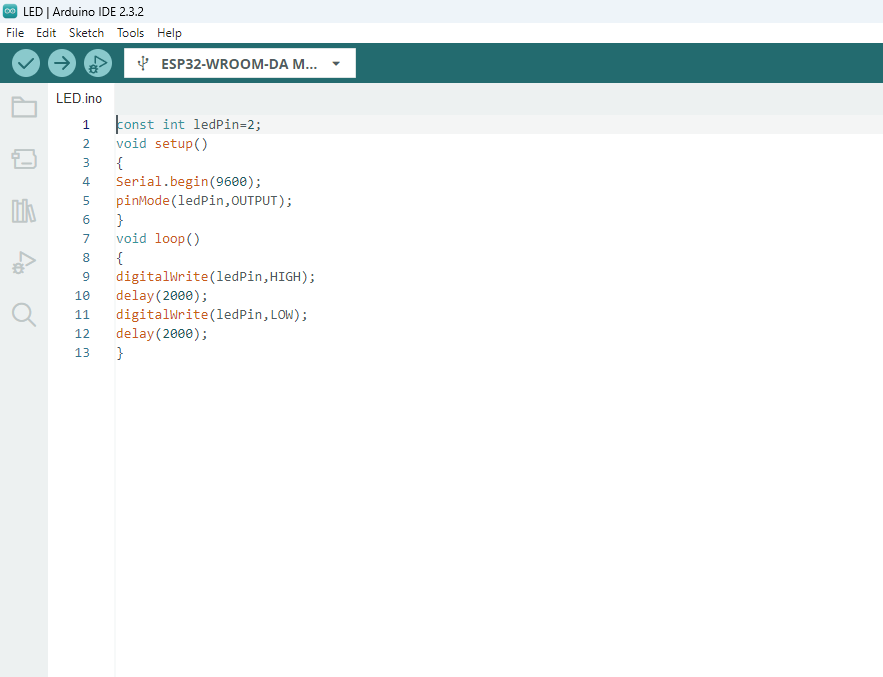 LED | Arduino IDE 2.3.2
File Edit Sketch Tools Help
ESP32-WROOM-DA M...
LED.ino
1 const int ledPin=2;
2 void setup()
3 {
4 Serial.begin(9600);
5 pinMode(ledPin,OUTPUT);
6 }
7 void loop()
8 {
9 digitalWrite(ledPin,HIGH);
10 delay(2000);
11 digitalWrite(ledPin,LOW);
12 delay(2000);
13 }